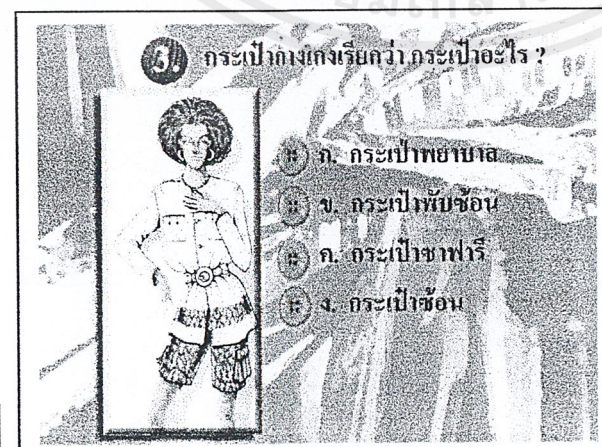 3. กระเป๋ากางเกงเรียกว่า กระเป๋าอะไร ?
ก. กระเป๋าพยาบาล
ข. กระเป๋าพับซ้อน
ค. กระเป๋าซาฟารี
ง. กระเป๋าซ้อน